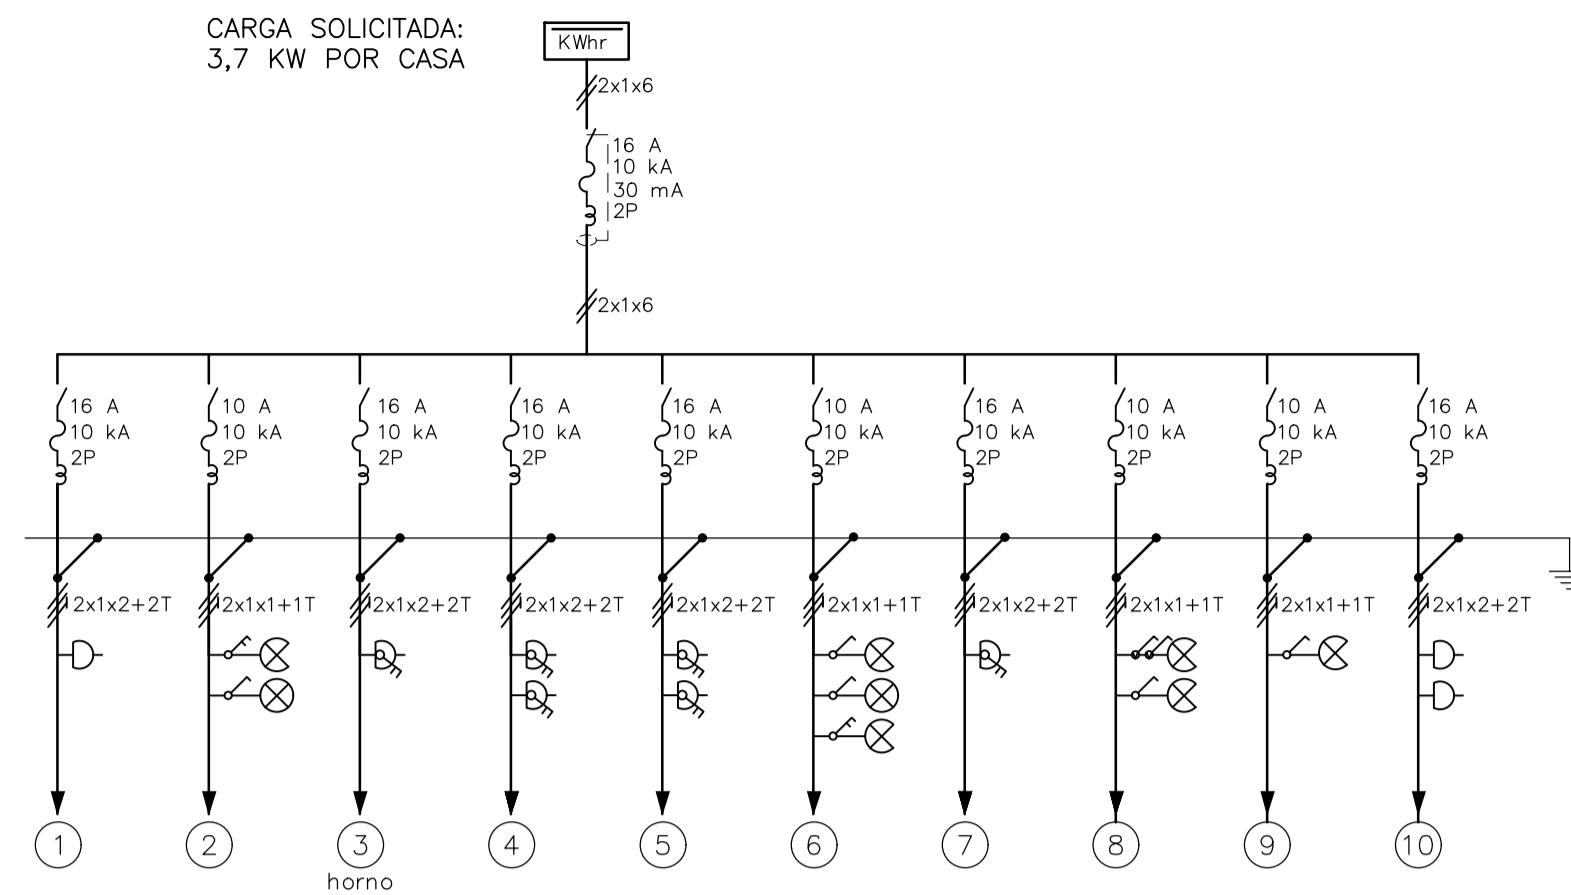 CARGA SOLICITADA:
3,7 KW POR CASA
KWhr
2x1x6
16 A
10 kA
30 mA
2P
2x1x6
16 A
10 kA
2P
10 A
10 kA
2P
16 A
10 kA
2P
16 A
10 kA
2P
16 A
10 kA
2P
10 A
10 kA
2P
16 A
10 kA
2P
10 A
10 kA
2P
10 A
10 kA
2P
16 A
10 kA
2P
2x1x2+2T
2x1x1+1T
2x1x2+2T
2x1x2+2T
2x1x2+2T
2x1x1+1T
2x1x2+2T
2x1x1+1T
2x1x1+1T
2x1x2+2T
1
2
3
4
5
6
7
8
9
10
horno